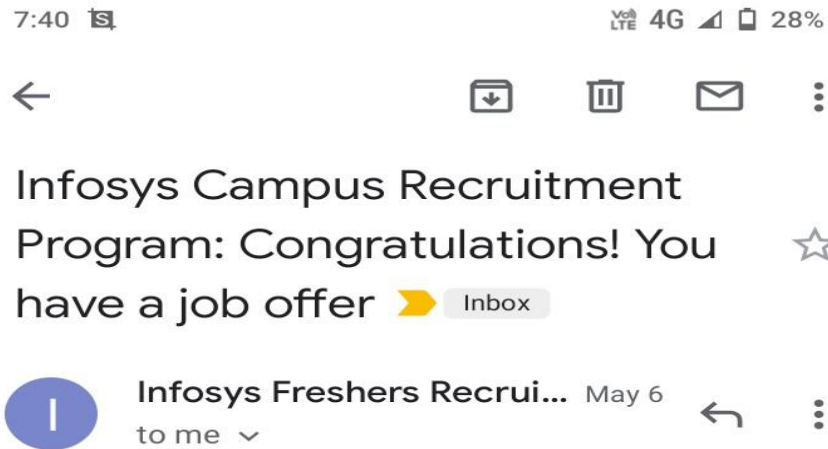 7:40 Vo) LTE 4G 28%
Infosys Campus Recruitment
Program: Congratulations! You
have a job offer Inbox
I Infosys Freshers Recrui... May 6
to me